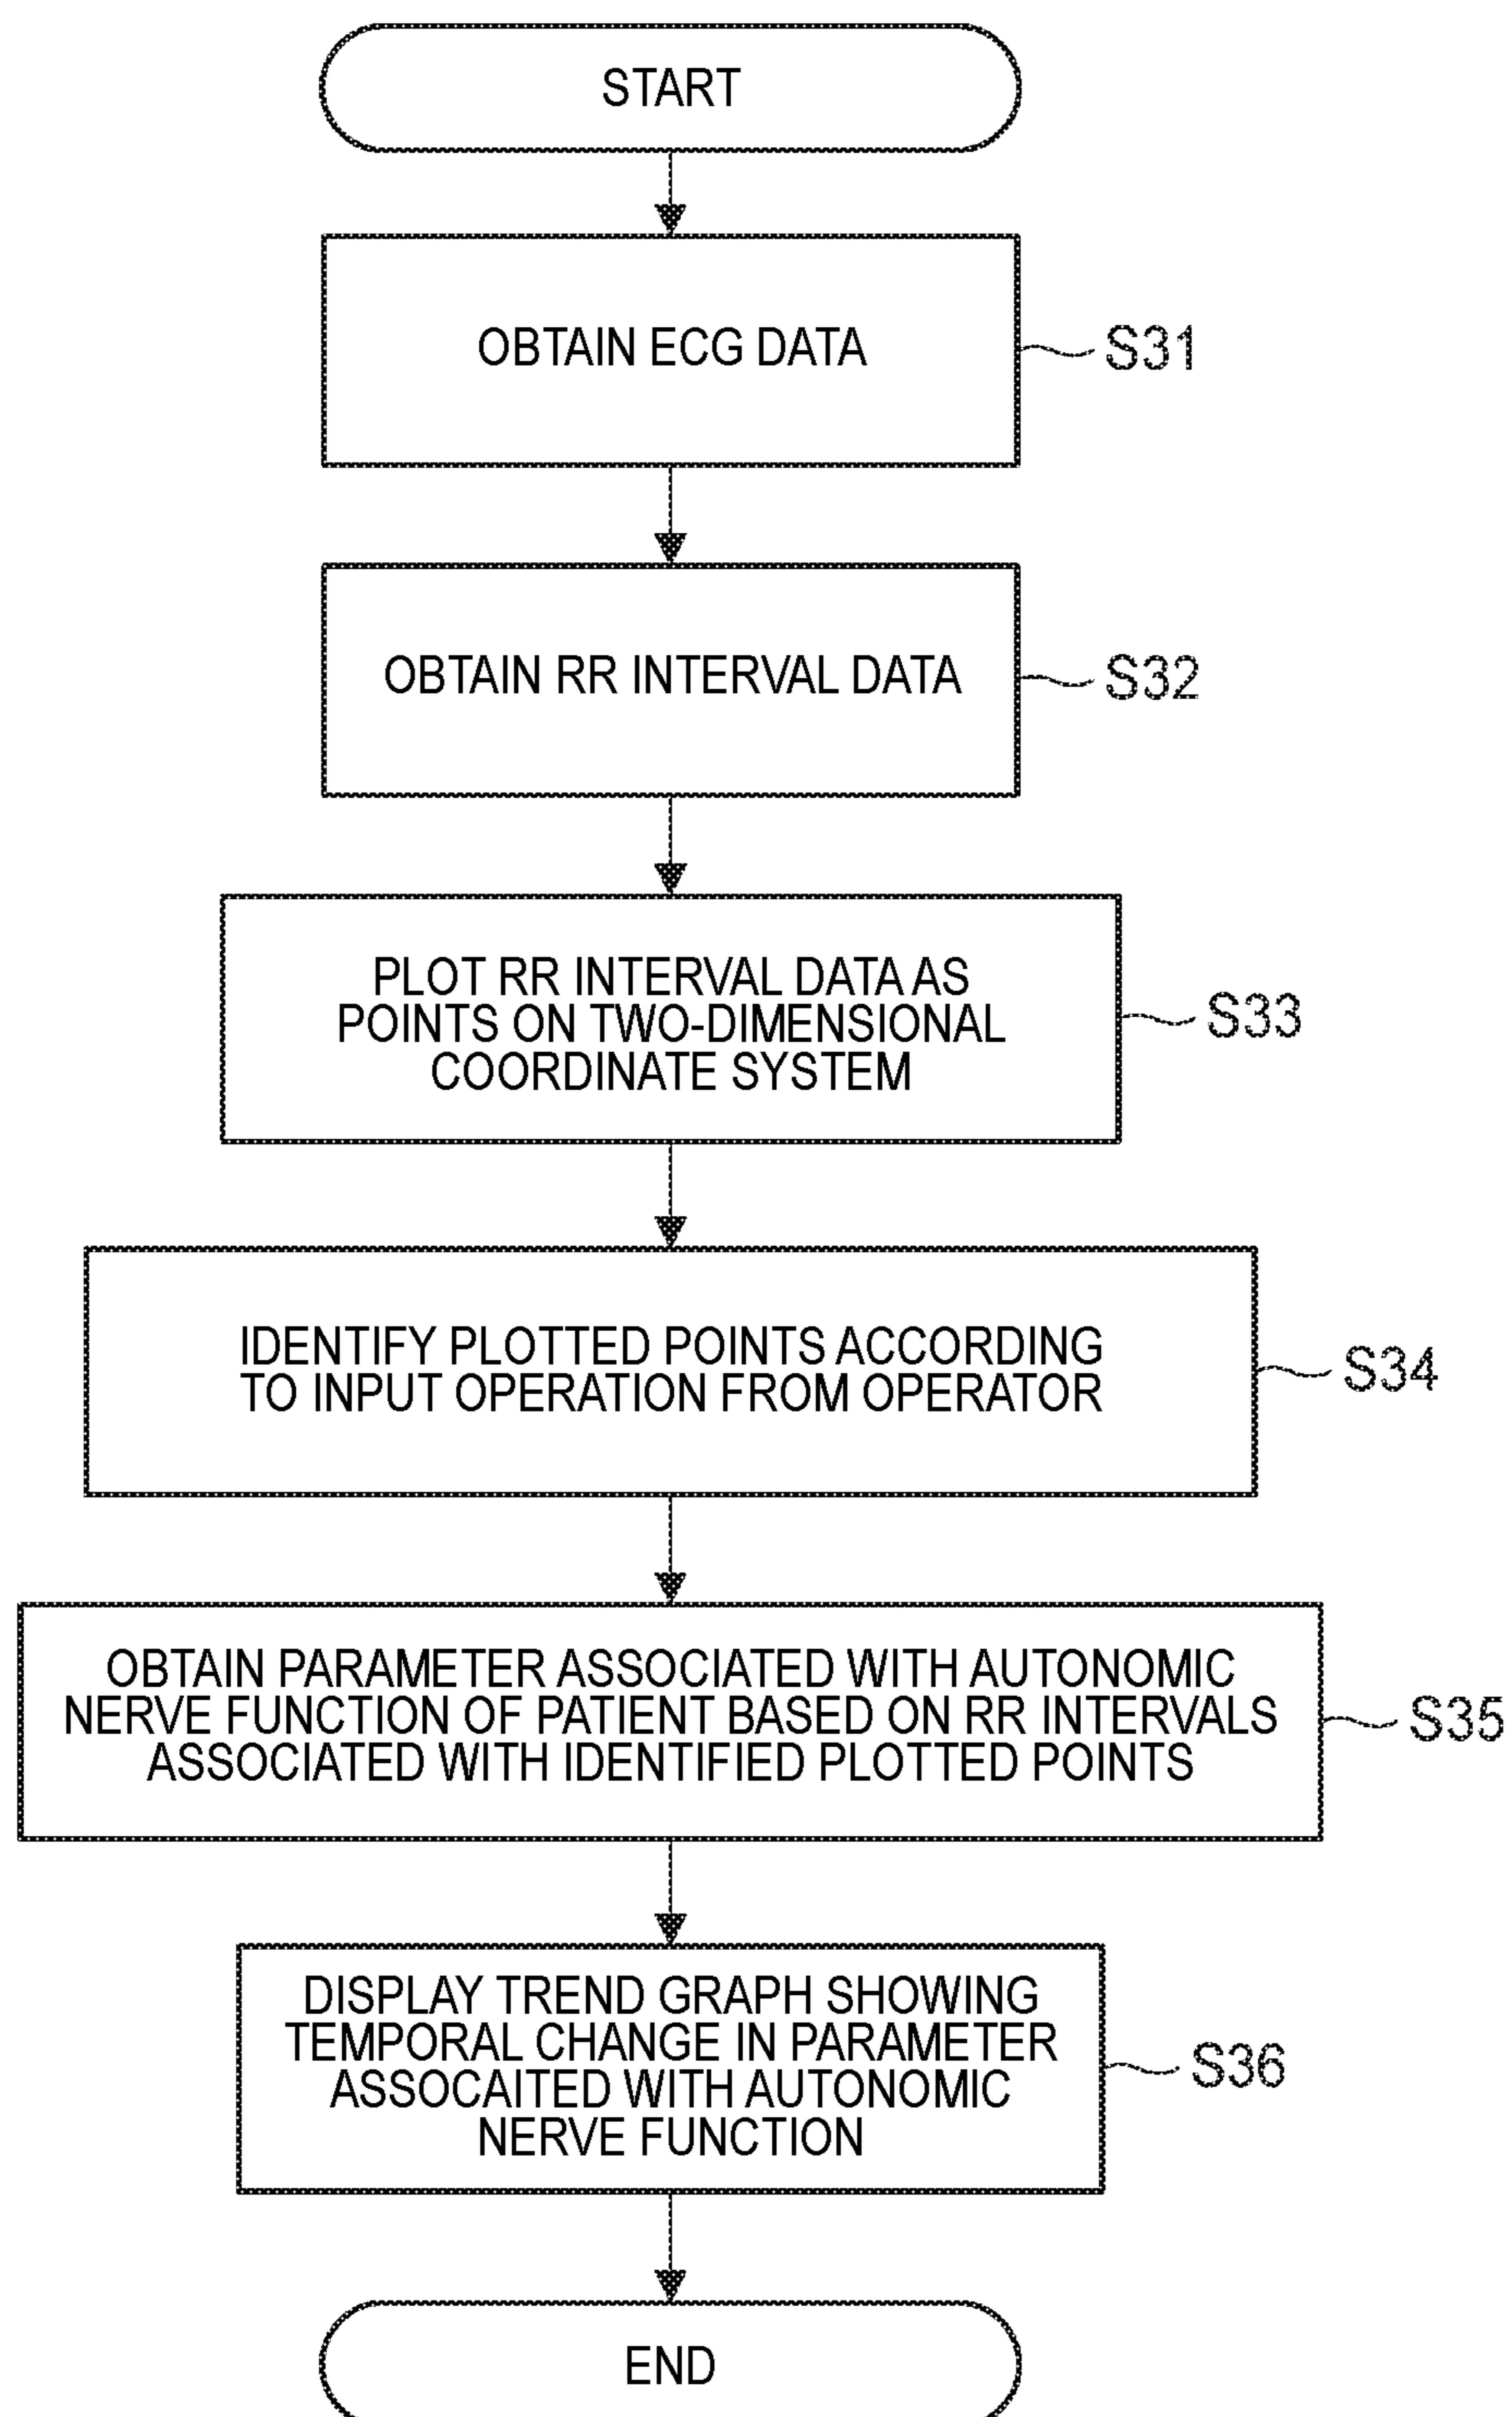 START
OBTAIN ECG DATA
S31
OBTAIN RR INTERVAL DATA
S32
PLOT RR INTERVAL DATA AS
POINTS ON TWO-DIMENSIONAL
COORDINATE SYSTEM
S33
IDENTIFY PLOTTED POINTS ACCORDING
TO INPUT OPERATION FROM OPERATOR
S34
OBTAIN PARAMETER ASSOCIATED WITH AUTONOMIC
NERVE FUNCTION OF PATIENT BASED ON RR INTERVALS
ASSOCIATED WITH IDENTIFIED PLOTTED POINTS
S35
DISPLAY TREND GRAPH SHOWING
TEMPORAL CHANGE IN PARAMETER
ASSOCAITED WITH AUTONOMIC
NERVE FUNCTION
S36
END